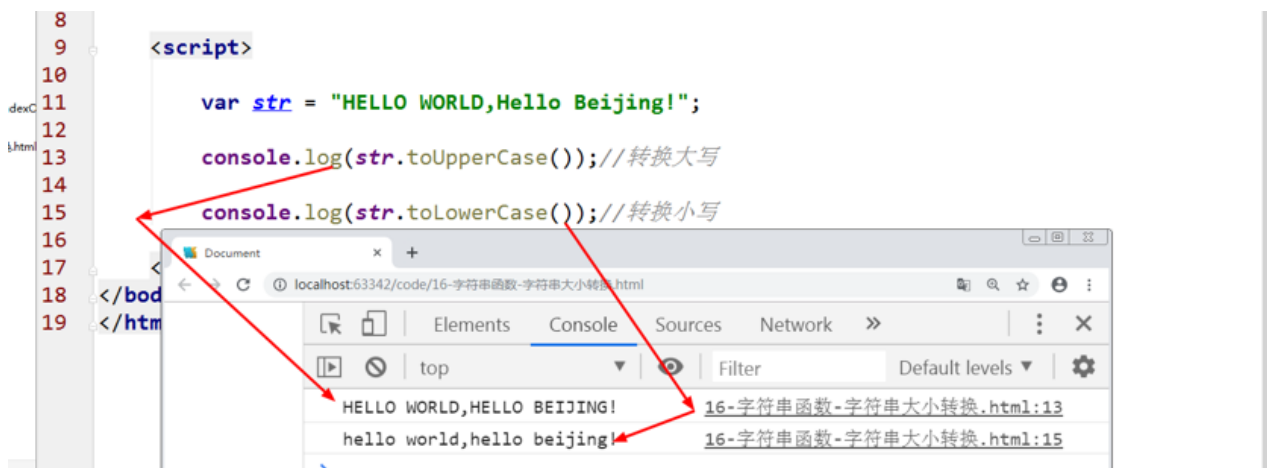 8
9 <script>
10
dexC 11 var str = "HELLO WORLD,Hello Beijing!";
12
.html 13 console.log(str.toUpperCase());//转换大写
14
15 console.log(str.toLowerCase());//转换小写
16
Document × +
17 <
localhost:63342/code/16-字符串函数-字符串大小转换.html
18 </bod
19 </htm
Elements Console Sources Network »
top Filter Default levels ▼
HELLO WORLD,HELLO BEIJING! 16-字符串函数-字符串大小转换.html:13
hello world,hello beijing! 16-字符串函数-字符串大小转换.html:15